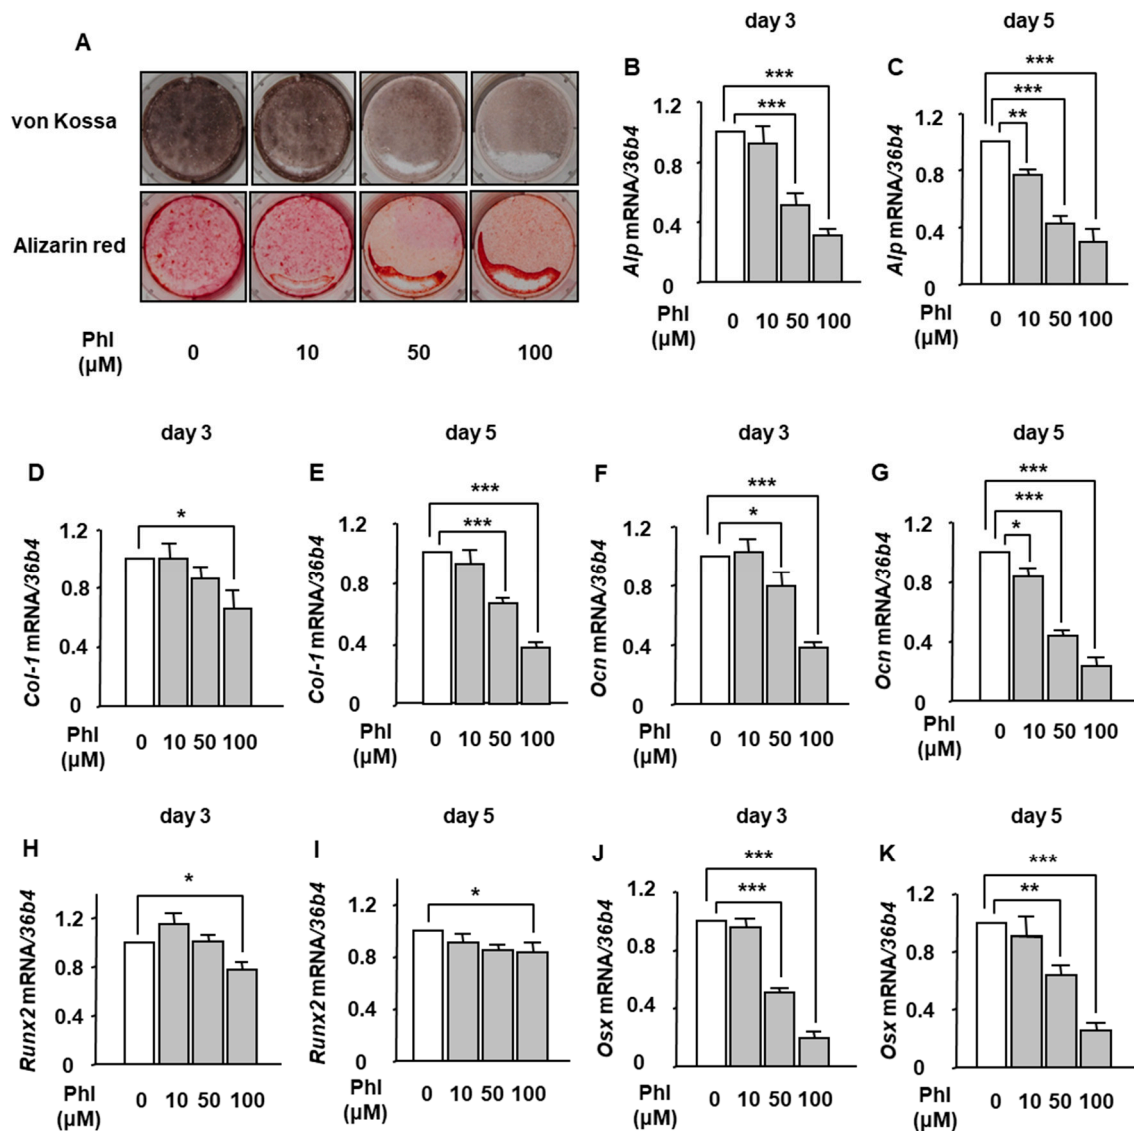 A
von Kossa
Alizarin red
Phl
(µM)
0 10 50 100
day 3
B
***
***
Alp mRNA/36b4
1.2
0.8
0.4
0
Phl
(µM)
0 10 50 100
day 5
C
***
***
**
Alp mRNA/36b4
1.2
0.8
0.4
0
Phl
(µM)
0 10 50 100
day 3
D
*
Col-1 mRNA/36b4
1.2
0.8
0.4
0
Phl
(µM)
0 10 50 100
day 5
E
***
***
Col-1 mRNA/36b4
1.2
0.8
0.4
0
Phl
(µM)
0 10 50 100
day 3
F
***
*
Ocn mRNA/36b4
1.2
0.8
0.4
0
Phl
(µM)
0 10 50 100
day 5
G
***
***
*
Ocn mRNA/36b4
1.2
0.8
0.4
0
Phl
(µM)
0 10 50 100
day 3
H
*
Runx2 mRNA/36b4
1.2
0.8
0.4
0
Phl
(µM)
0 10 50 100
day 5
I
*
Runx2 mRNA/36b4
1.2
0.8
0.4
0
Phl
(µM)
0 10 50 100
day 3
J
***
***
Osx mRNA/36b4
1.2
0.8
0.4
0
Phl
(µM)
0 10 50 100
day 5
K
***
**
Osx mRNA/36b4
1.2
0.8
0.4
0
Phl
(µM)
0 10 50 100